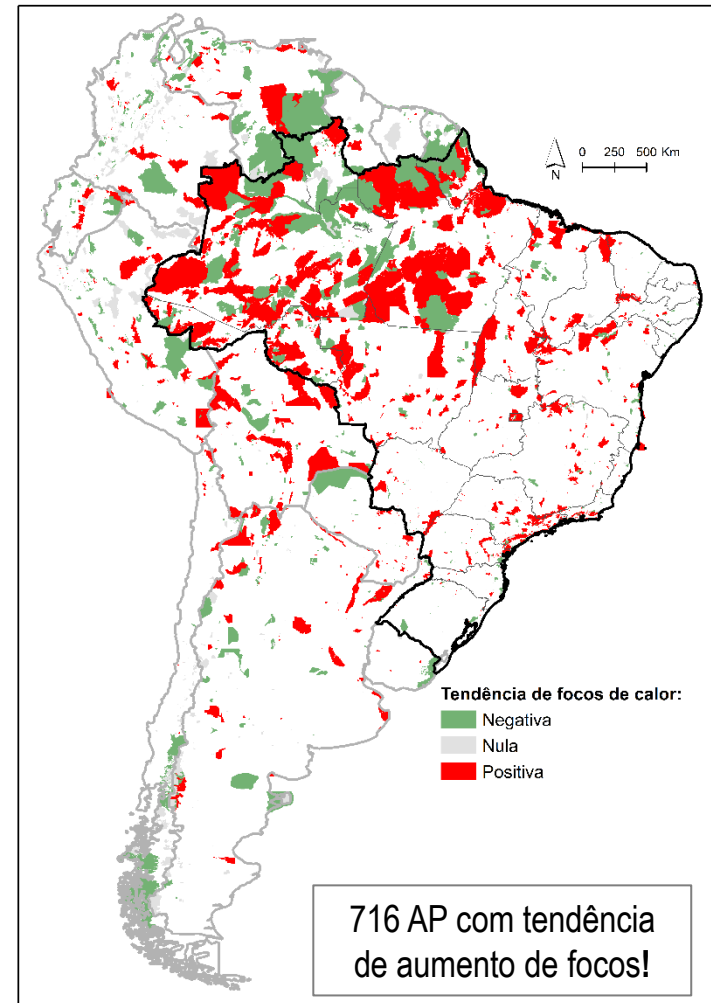 0 250 500 Km
N
Tendência de focos de calor:
Negativa
Nula
Positiva
716 AP com tendência
de aumento de focos!